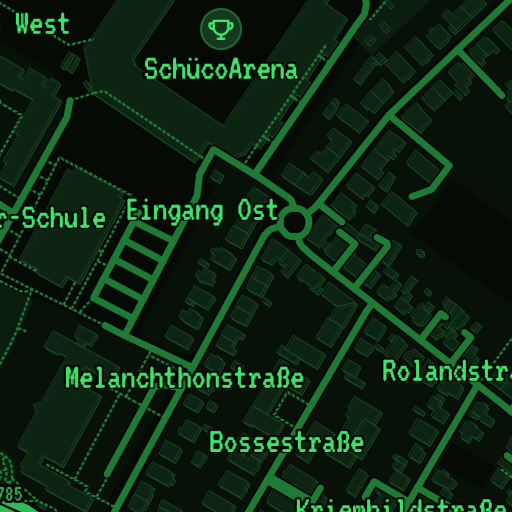 West
SchücoArena
r-Schule
Eingang Ost
Melanchthonstraße
Rolandstra
Bossestraße
Kriemhildstraße
785